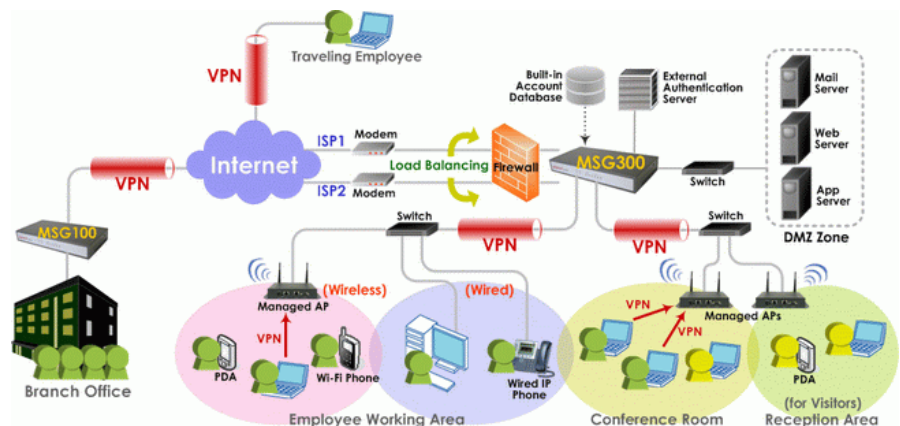 VPN
Traveling Employee
Built-in
Account
Database
External
Authentication
Server
Mail
Server
ISP1
Modem
Internet
Load Balancing
Firewall
MSG300
Web
Server
VPN
ISP2
Modem
Switch
App
Server
MSG100
Switch
VPN
VPN
Switch
DMZ Zone
(Wireless)
(Wired)
Managed AP
VPN
VPN
Managed APs
VPN
PDA
Wi-Fi Phone
Wired IP
Phone
PDA
Branch Office
Employee Working Area
Conference Room
(for Visitors)
Reception Area